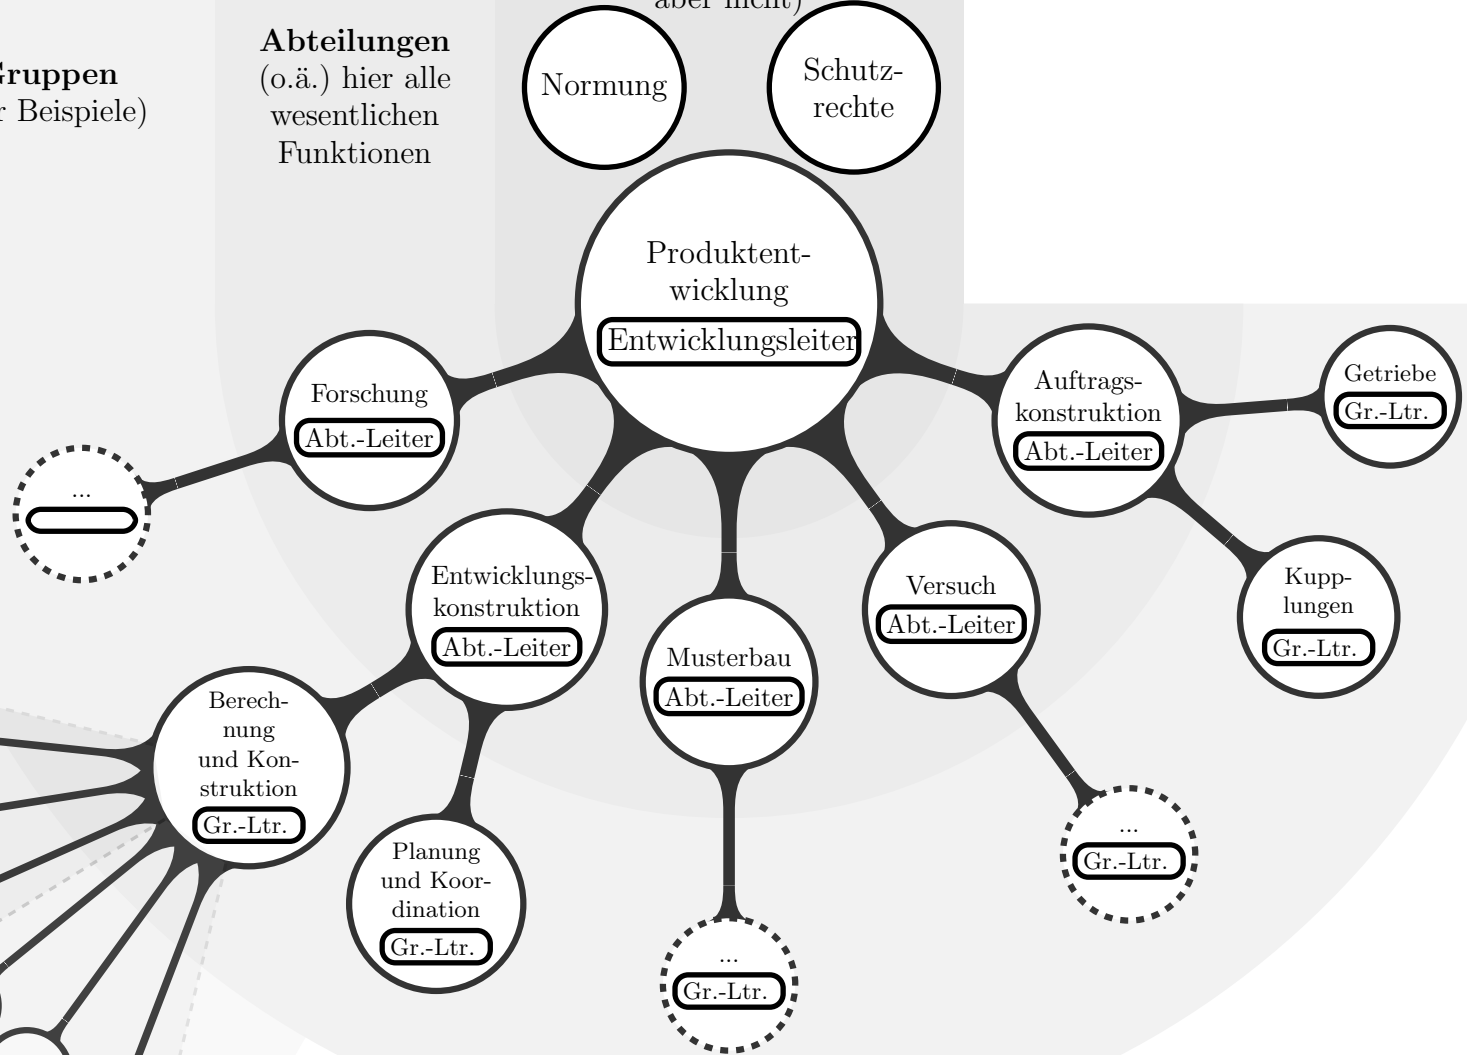 aber nicht)
Abteilungen
(o.ä.) hier alle
wesentlichen
Funktionen
Gruppen
Beispiele)
Normung
Schutz-
rechte
Produktent-
wicklung
Entwicklungsleiter
Forschung
Abt.-Leiter
...
Auftrags-
konstruktion
Abt.-Leiter
Getriebe
Gr.-Ltr.
Kupp-
lungen
Gr.-Ltr.
Entwicklungs-
konstruktion
Abt.-Leiter
Versuch
Abt.-Leiter
Musterbau
Abt.-Leiter
Berech-
nung
und Kon-
struktion
Gr.-Ltr.
Planung
und Koor-
dination
Gr.-Ltr.
...
Gr.-Ltr.
...
Gr.-Ltr.